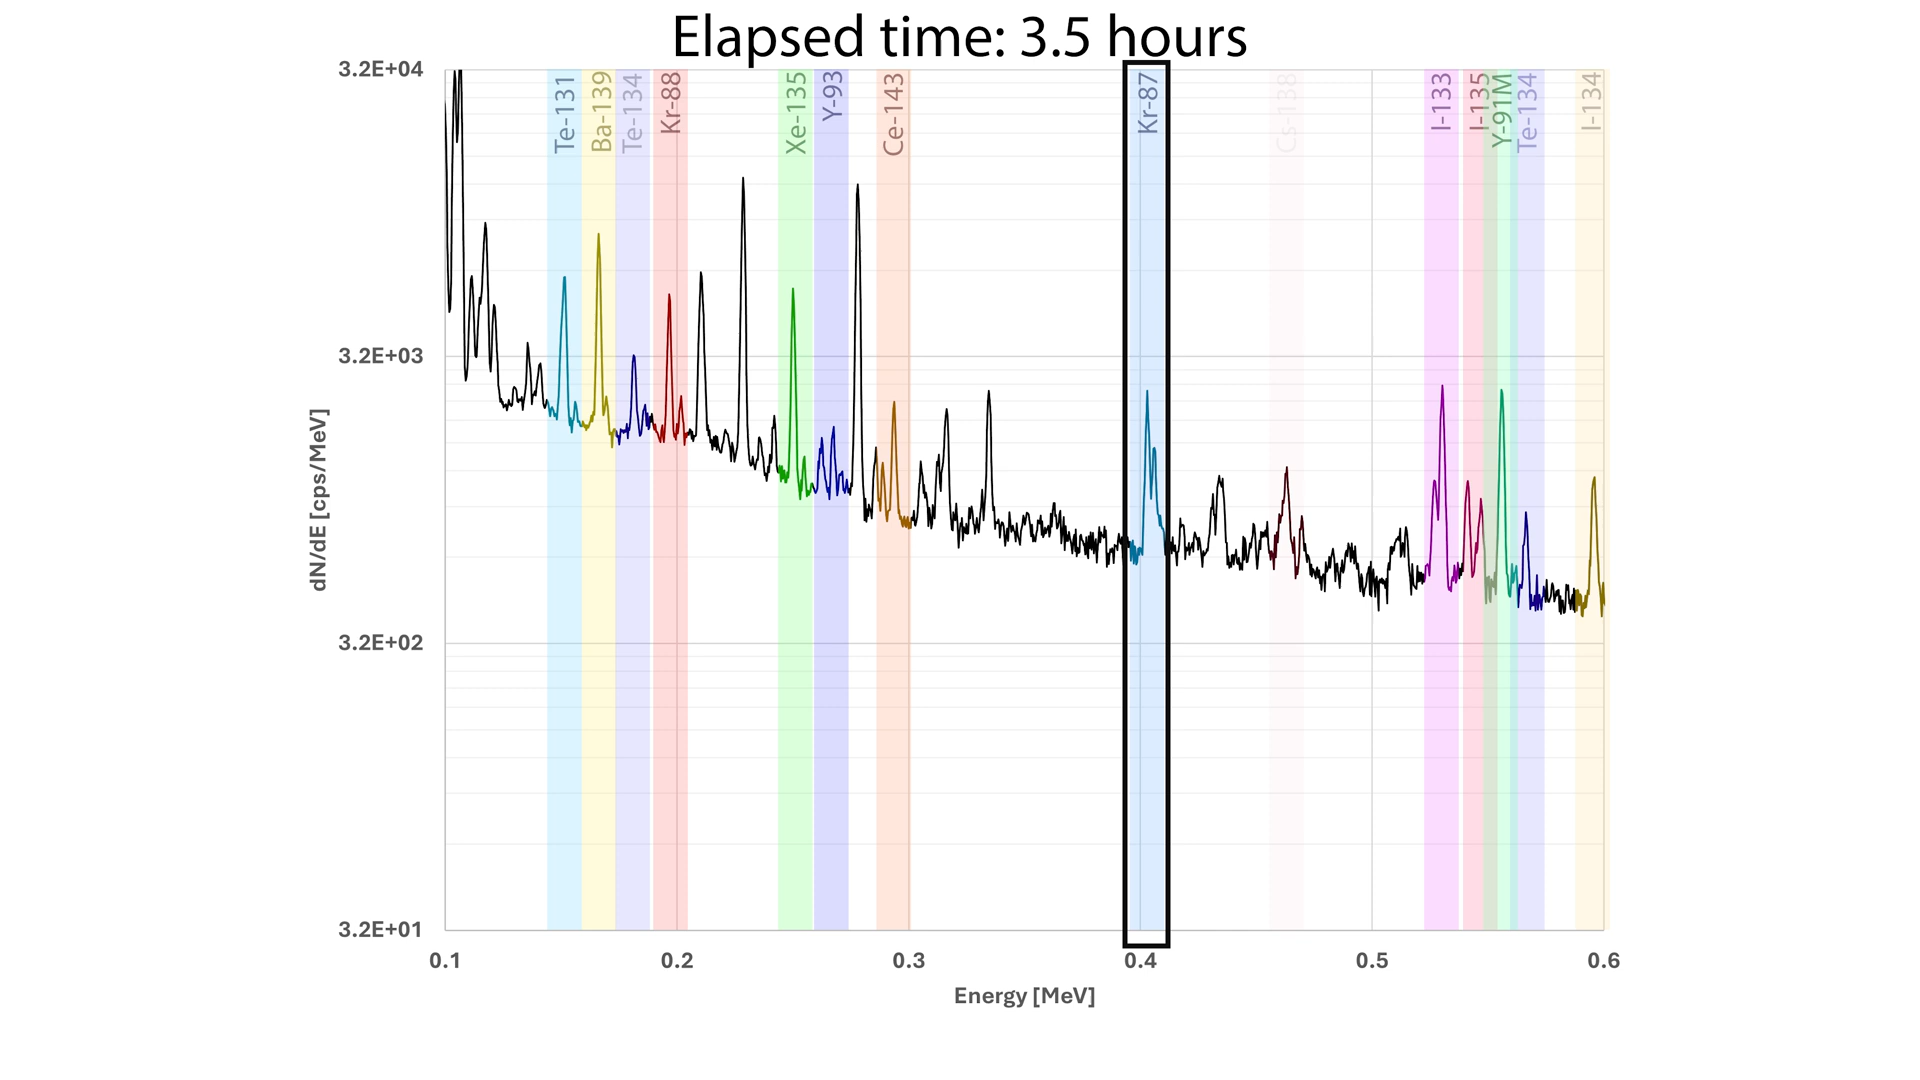 Elapsed time: 3.5 hours
3.2E+04
3.2E+03
3.2E+02
3.2E+01
dN/dE [cps/MeV]
Te-131
Ba-139
Te-134
Kr-88
Xe-135
Y-93
Ce-143
Kr-87
Cs-138
I-133
I-135
Y-91M
Te-134
I-134
0.1 0.2 0.3 0.4 0.5 0.6
Energy [MeV]